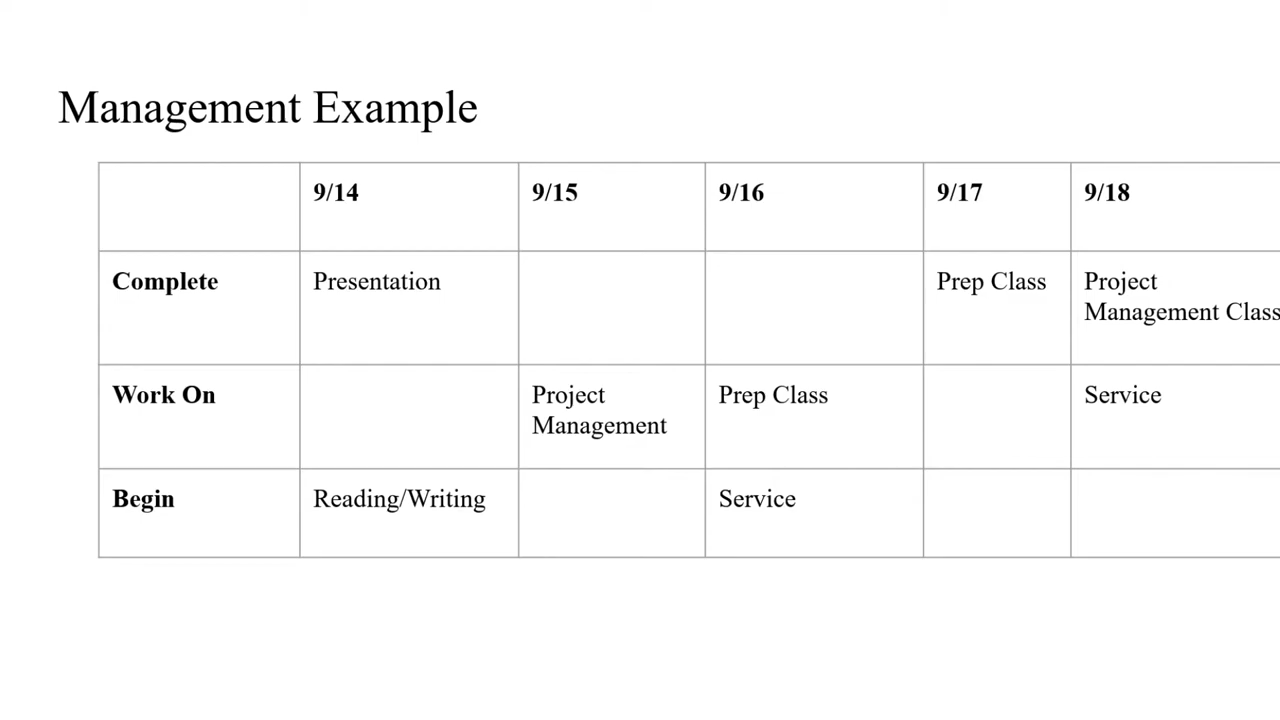 Management Example
9/14 9/15 9/16 9/17 9/18
Complete Presentation Prep Class Project
Management Class
Work On Project Prep Class Service
Management
Begin Reading/Writing Service